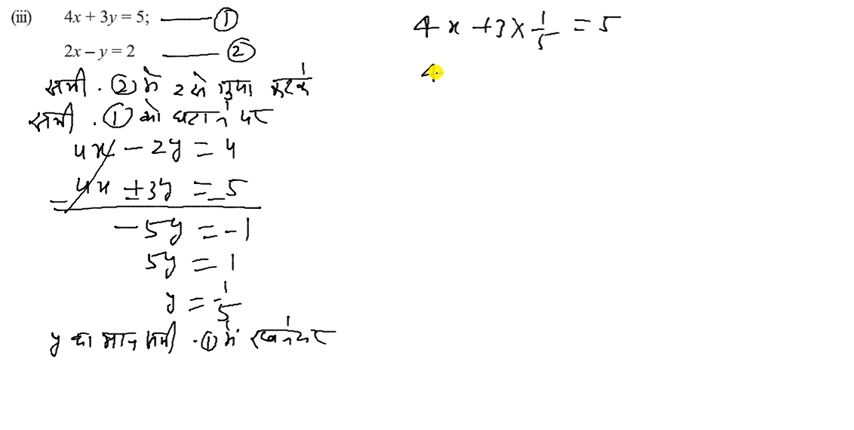 (iii) 4x + 3y = 5; ①
2x – y = 2 ②
समी. ② में 2 से गुणा करके
समी. ① को घटाने पर
4x – 2y = 4
4x + 3y = 5
– 5y = –1
5y = 1
y = 1/5
y का मान समी. ① में रखने पर
4x + 3 × 1/5 = 5
4